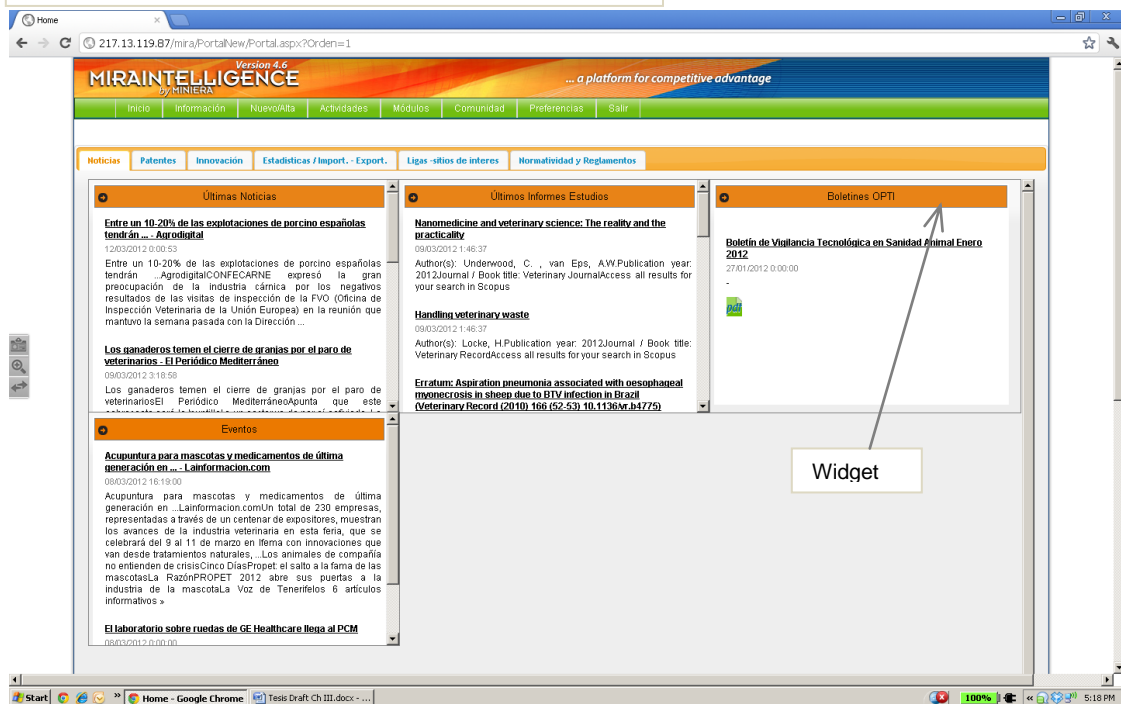 Home
217.13.119.87/mira/PortalNew/Portal.aspx?Orden=1
Version 4.6
MIRAINTELLIGENCE
by MINIERA
... a platform for competitive advantage
Inicio Información Nuevo/Alta Actividades Módulos Comunidad Preferencias Salir
Noticias Patentes Innovación Estadisticas / Import. - Export. Ligas -sitios de interes Normatividad y Reglamentos
Últimas Noticias
Entre un 10-20% de las explotaciones de porcino españolas
tendrán ... - Agrodigital
12/03/2012 0:00:53
Entre un 10-20% de las explotaciones de porcino españolas
tendrán ...AgrodigitalCONFECARNE expresó la gran
preocupación de la industria cárnica por los negativos
resultados de las visitas de inspección de la FVO (Oficina de
Inspección Veterinaria de la Unión Europea) en la reunión que
mantuvo la semana pasada con la Dirección ...
Los ganaderos temen el cierre de granjas por el paro de
veterinarios - El Periódico Mediterráneo
09/03/2012 3:18:58
Los ganaderos temen el cierre de granjas por el paro de
veterinariosEl Periódico MediterráneoApunta que este
Últimos Informes Estudios
Nanomedicine and veterinary science: The reality and the
practicality
09/03/2012 1:46:37
Author(s): Underwood, C. , van Eps, A.W.Publication year:
2012Journal / Book title: Veterinary JournalAccess all results for
your search in Scopus
Handling veterinary waste
09/03/2012 1:46:37
Author(s): Locke, H.Publication year: 2012Journal / Book title:
Veterinary RecordAccess all results for your search in Scopus
Erratum: Aspiration pneumonia associated with oesophageal
myonecrosis in sheep due to BTV infection in Brazil
(Veterinary Record (2010) 166 (52-53) 10.1136/vr.b4775)
Boletines OPTI
Boletín de Vigilancia Tecnológica en Sanidad Animal Enero
2012
27/01/2012 0:00:00
-
pdf
Widget
Eventos
Acupuntura para mascotas y medicamentos de última
generación en ... - Lainformacion.com
08/03/2012 16:19:00
Acupuntura para mascotas y medicamentos de última
generación en ...Lainformacion.comUn total de 230 empresas,
representadas a través de un centenar de expositores, muestran
los avances de la industria veterinaria en esta feria, que se
celebrará del 9 al 11 de marzo en Ifema con innovaciones que
van desde tratamientos naturales, ...Los animales de compañía
no entienden de crisisCinco DíasPropet: el salto a la fama de las
mascotasLa RazónPROPET 2012 abre sus puertas a la
industria de la mascotaLa Voz de Tenerifelos 6 artículos
informativos »
El laboratorio sobre ruedas de GE Healthcare llega al PCM
08/03/2012 0:00:00
Start Home - Google Chrome Tesis Draft Ch III.docx - ... 100% 5:18 PM